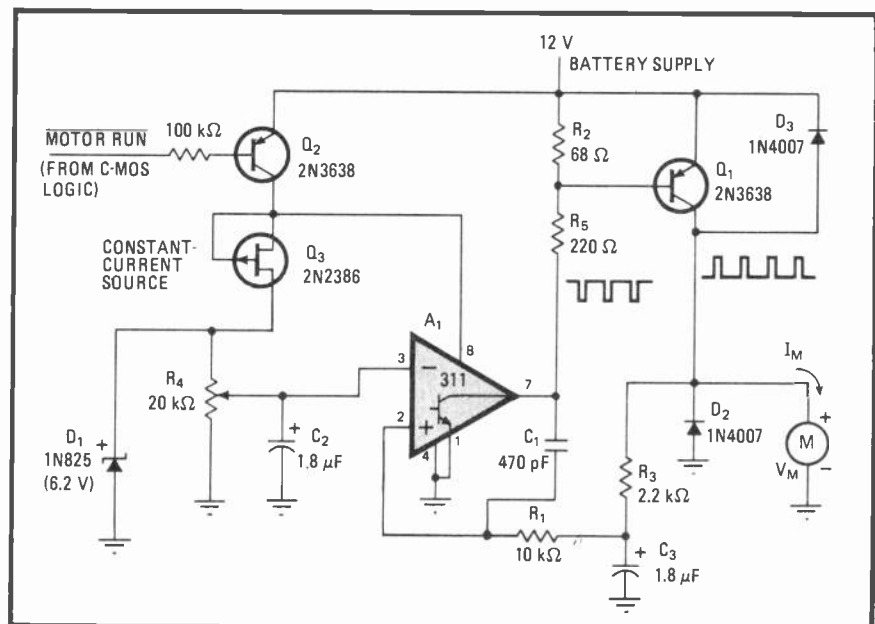 12 V
BATTERY SUPPLY
MOTOR RUN
(FROM C-MOS
LOGIC)
100 kΩ
Q2
2N3638
R2
68 Ω
Q1
2N3638
D3
1N4007
CONSTANT-
CURRENT
SOURCE
Q3
2N2386
R5
220 Ω
A1
8
3
−
311
7
2
+
1
4
R4
20 kΩ
D1
+
1N825
(6.2 V)
+
C2
1.8 μF
C1
470 pF
R1
10 kΩ
R3
2.2 kΩ
+
C3
1.8 μF
D2
1N4007
IM
+
M
VM
−